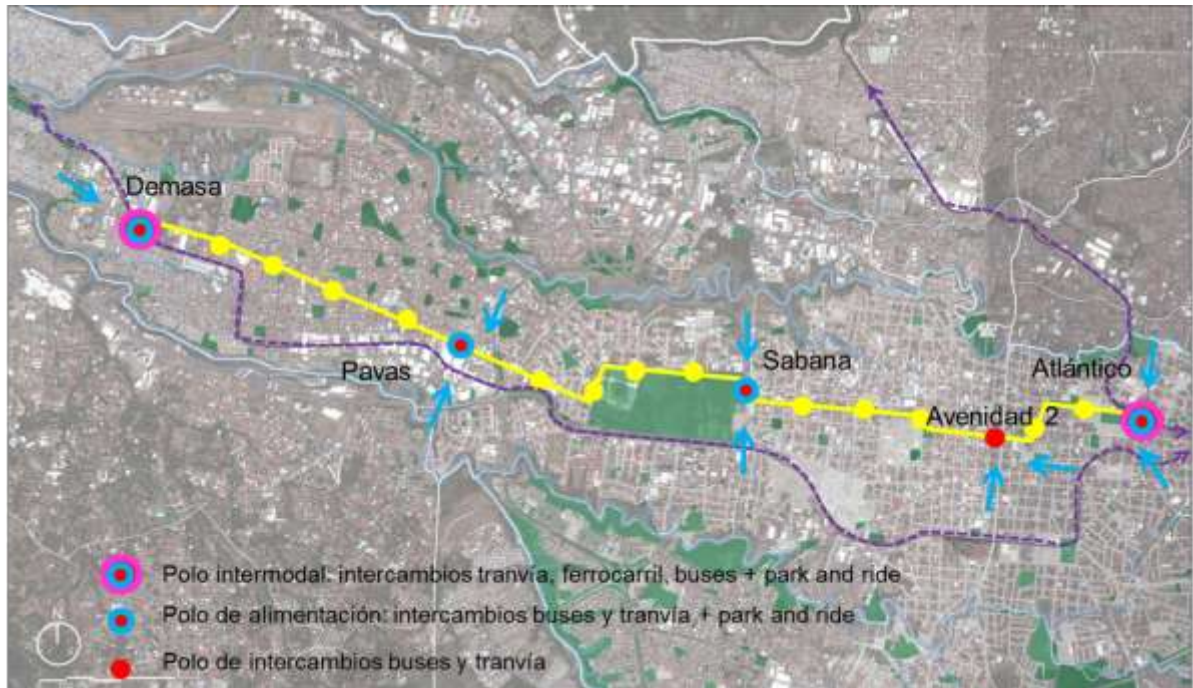 Demasa
Sabana
Pavas
Atlántico
Avenidad 2
Polo intermodal: intercambios tranvía, ferrocarril, buses + park and ride
Polo de alimentación: intercambios buses y tranvía + park and ride
Polo de intercambios buses y tranvía